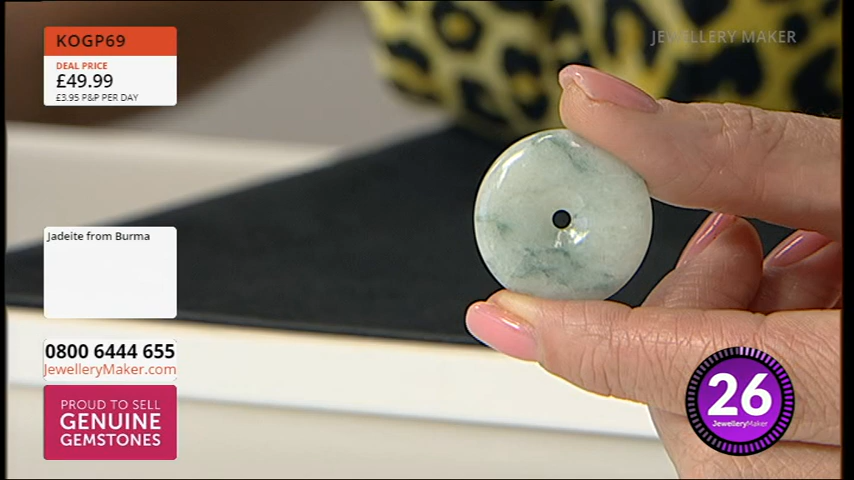 KOGP69
DEAL PRICE
£49.99
£3.95 P&P PER DAY
JEWELLERY MAKER
Jadeite from Burma
0800 6444 655
JewelleryMaker.com
PROUD TO SELL
GENUINE
GEMSTONES
26
JewelleryMaker